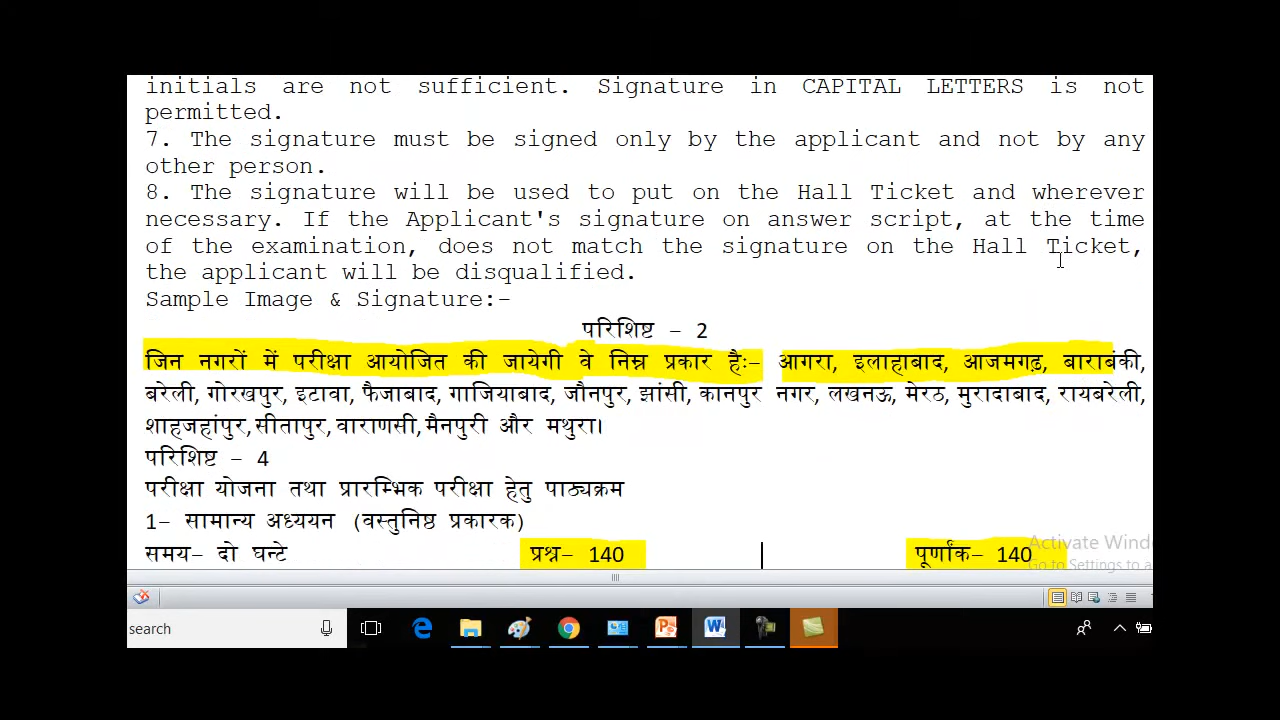 initials are not sufficient. Signature in CAPITAL LETTERS is not
permitted.
7. The signature must be signed only by the applicant and not by any
other person.
8. The signature will be used to put on the Hall Ticket and wherever
necessary. If the Applicant's signature on answer script, at the time
of the examination, does not match the signature on the Hall Ticket,
the applicant will be disqualified.
Sample Image & Signature:-
परिशिष्ट – 2
जिन नगरों में परीक्षा आयोजित की जायेगी वे निम्न प्रकार हैः– आगरा, इलाहाबाद, आजमगढ़, बाराबंकी,
बरेली, गोरखपुर, इटावा, फैजाबाद, गाजियाबाद, जौनपुर, झांसी, कानपुर नगर, लखनऊ, मेरठ, मुरादाबाद, रायबरेली,
शाहजहांपुर, सीतापुर, वाराणसी, मैनपुरी और मथुरा।
परिशिष्ट – 4
परीक्षा योजना तथा प्रारम्भिक परीक्षा हेतु पाठ्यक्रम
1– सामान्य अध्ययन (वस्तुनिष्ठ प्रकारक)
समय– दो घन्टे प्रश्न– 140 पूर्णांक– 140
Activate Wind
Go to Settings to a
search